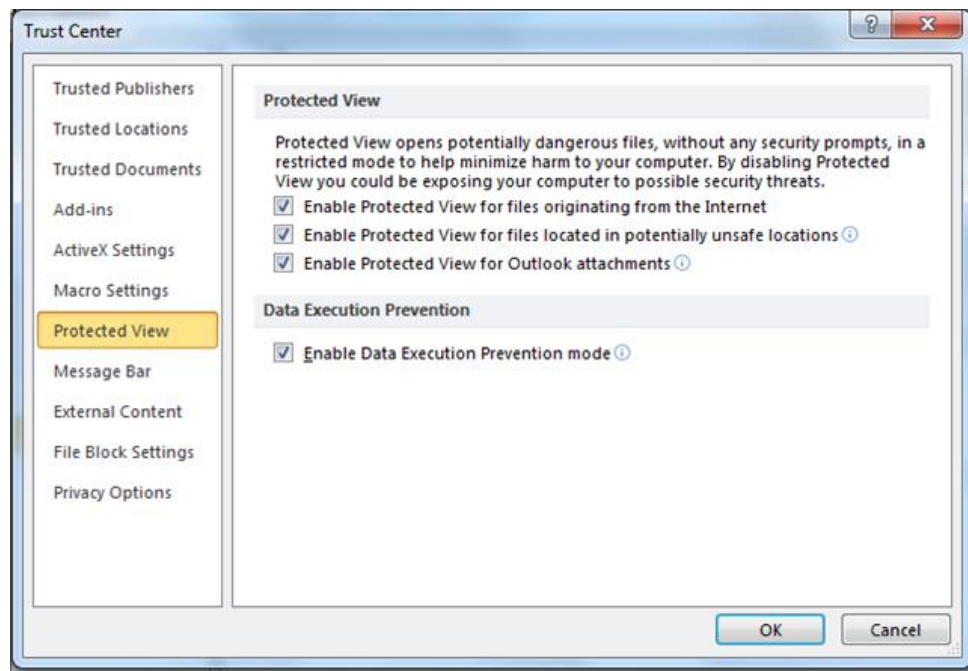 Trust Center
Trusted Publishers
Trusted Locations
Trusted Documents
Add-ins
ActiveX Settings
Macro Settings
Protected View
Message Bar
External Content
File Block Settings
Privacy Options
Protected View
Protected View opens potentially dangerous files, without any security prompts, in a
restricted mode to help minimize harm to your computer. By disabling Protected
View you could be exposing your computer to possible security threats.
Enable Protected View for files originating from the Internet
Enable Protected View for files located in potentially unsafe locations
Enable Protected View for Outlook attachments
Data Execution Prevention
Enable Data Execution Prevention mode
OK
Cancel